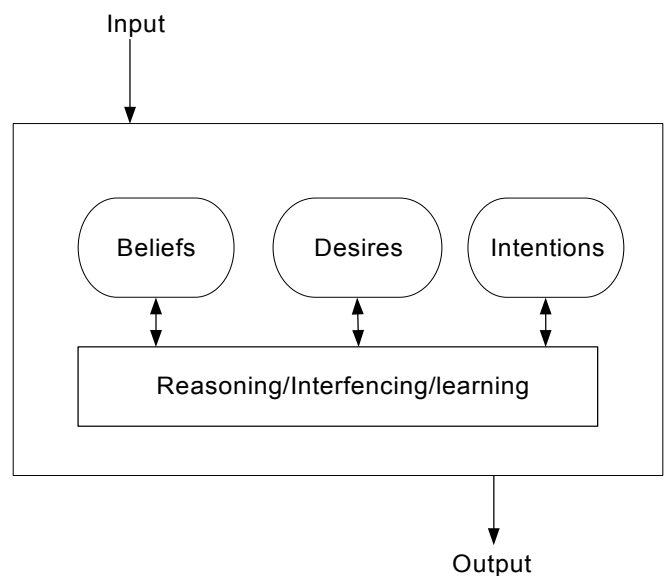 Input
Beliefs
Desires
Intentions
Reasoning/Interfencing/learning
Output